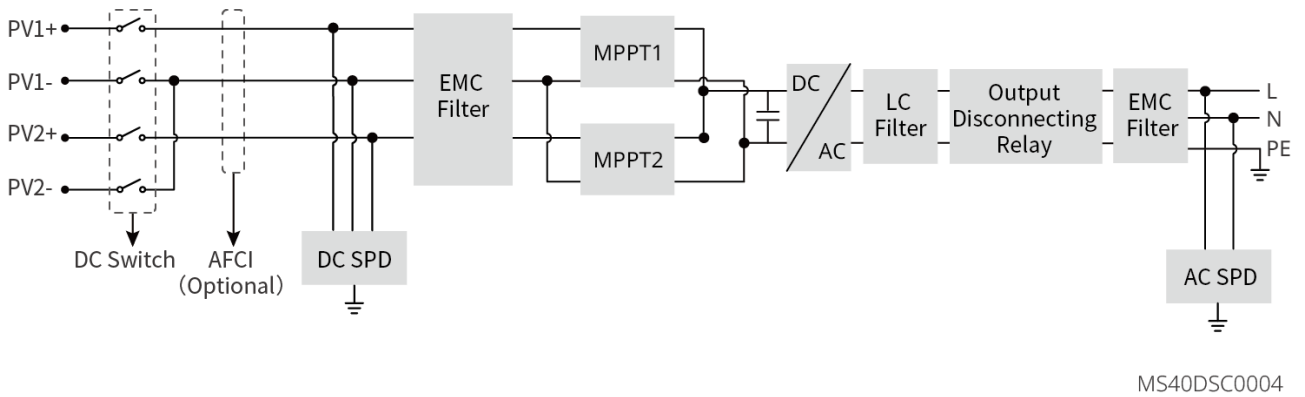 PV1+
PV1-
PV2+
PV2-
DC Switch
AFCI
(Optional)
DC SPD
EMC
Filter
MPPT1
MPPT2
DC
AC
LC
Filter
Output
Disconnecting
Relay
EMC
Filter
L
N
PE
AC SPD
MS40DSC0004